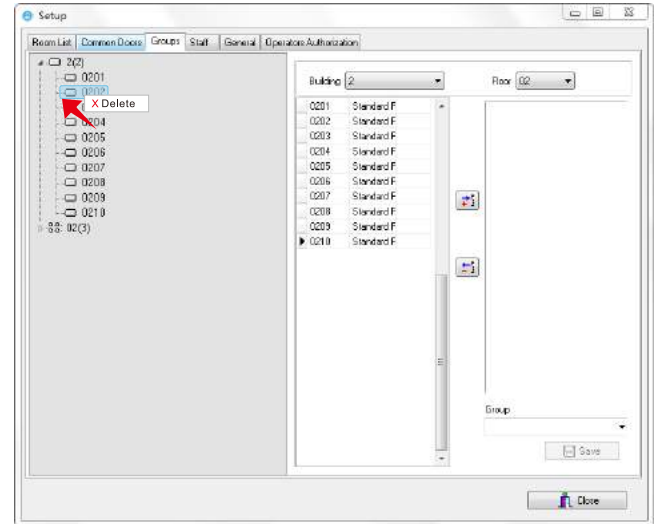 Setup
Room List Common Doors Groups Staff General Operators Authorization
2(2)
0201
0202
X Delete
0204
0205
0206
0207
0208
0209
0210
02(3)
Building 2 Floor 02
0201 Standard F
0202 Standard F
0203 Standard F
0204 Standard F
0205 Standard F
0206 Standard F
0207 Standard F
0208 Standard F
0209 Standard F
0210 Standard F
Group
Save
Close